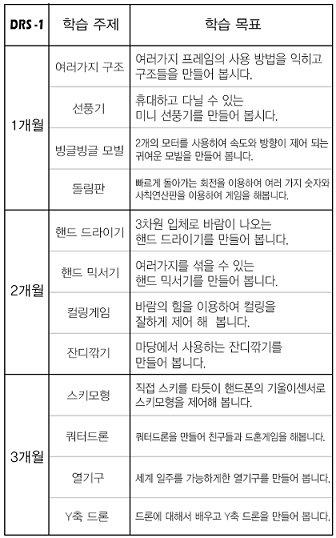 DRS -1 학습 주제 학습 목표
1개월
여러가지 구조
여러가지 프레임의 사용 방법을 익히고
구조들을 만들어 봅시다.
선풍기
휴대하고 다닐 수 있는
미니 선풍기를 만들어 봅시다.
빙글빙글 모빌
2개의 모터를 사용하여 속도와 방향이 제어 되는
귀여운 모빌을 만들어 봅니다.
돌림판
빠르게 돌아가는 회전을 이용하여 여러 가지 숫자와
사칙연산판을 이용하여 게임을 해봅니다.
2개월
핸드 드라이기
3차원 입체로 바람이 나오는
핸드 드라이기를 만들어 봅니다.
핸드 믹서기
여러가지를 섞을 수 있는
핸드 믹서기를 만들어 봅니다.
컬링게임
바람의 힘을 이용하여 컬링을
잘하게 제어 해 봅니다.
잔디깎기
마당에서 사용하는 잔디깎기를
만들어 봅니다.
3개월
스키모형
직접 스키를 타듯이 핸드폰의 기울이센서로
스키모형을 제어해 봅니다.
쿼터드론
쿼터드론을 만들어 친구들과 드혼게임을 해봅니다.
열기구
세계 일주를 가능하게한 열기구를 만들어 봅니다.
Y축 드론
드론에 대해서 배우고 Y축 드론을 만들어 봅니다.